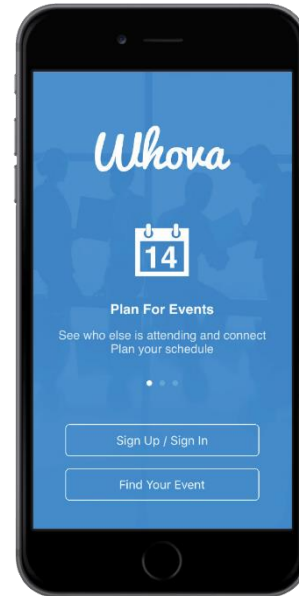 Whova
14
Plan For Events
See who else is attending and connect
Plan your schedule
Sign Up / Sign In
Find Your Event